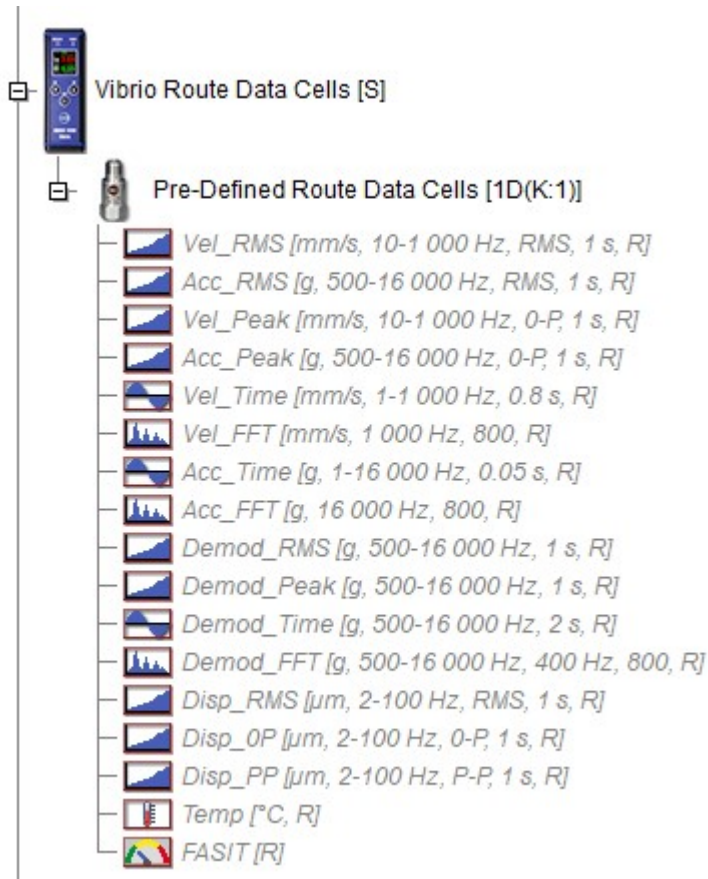 Vibrio Route Data Cells [S]
Pre-Defined Route Data Cells [1D(K:1)]
Vel_RMS [mm/s, 10-1 000 Hz, RMS, 1 s, R]
Acc_RMS [g, 500-16 000 Hz, RMS, 1 s, R]
Vel_Peak [mm/s, 10-1 000 Hz, 0-P, 1 s, R]
Acc_Peak [g, 500-16 000 Hz, 0-P, 1 s, R]
Vel_Time [mm/s, 1-1 000 Hz, 0.8 s, R]
Vel_FFT [mm/s, 1 000 Hz, 800, R]
Acc_Time [g, 1-16 000 Hz, 0.05 s, R]
Acc_FFT [g, 16 000 Hz, 800, R]
Demod_RMS [g, 500-16 000 Hz, 1 s, R]
Demod_Peak [g, 500-16 000 Hz, 1 s, R]
Demod_Time [g, 500-16 000 Hz, 2 s, R]
Demod_FFT [g, 500-16 000 Hz, 400 Hz, 800, R]
Disp_RMS [µm, 2-100 Hz, RMS, 1 s, R]
Disp_0P [µm, 2-100 Hz, 0-P, 1 s, R]
Disp_PP [µm, 2-100 Hz, P-P, 1 s, R]
Temp [°C, R]
FASIT [R]